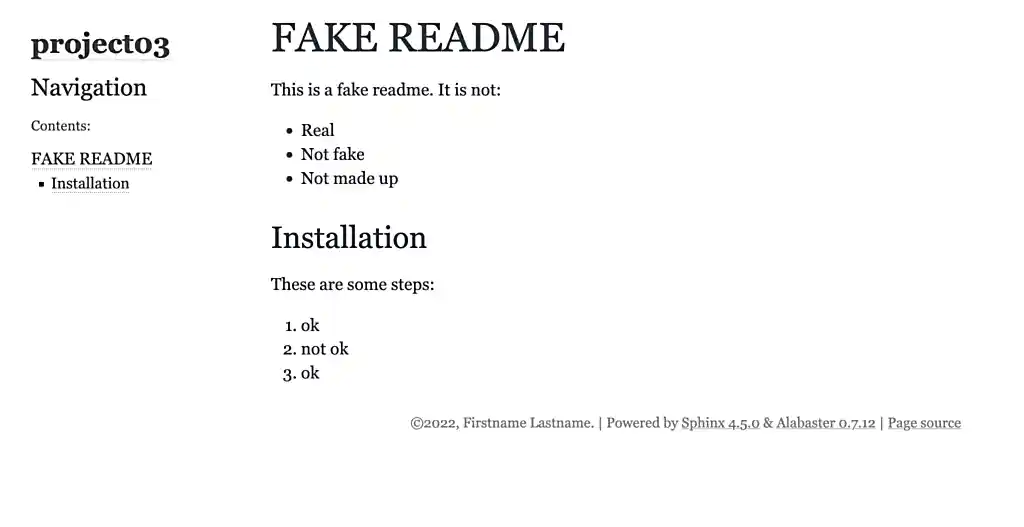 project03
Navigation
Contents:
FAKE README
Installation
FAKE README
This is a fake readme. It is not:
Real
Not fake
Not made up
Installation
These are some steps:
1. ok
2. not ok
3. ok
©2022, Firstname Lastname. | Powered by Sphinx 4.5.0 & Alabaster 0.7.12 | Page source